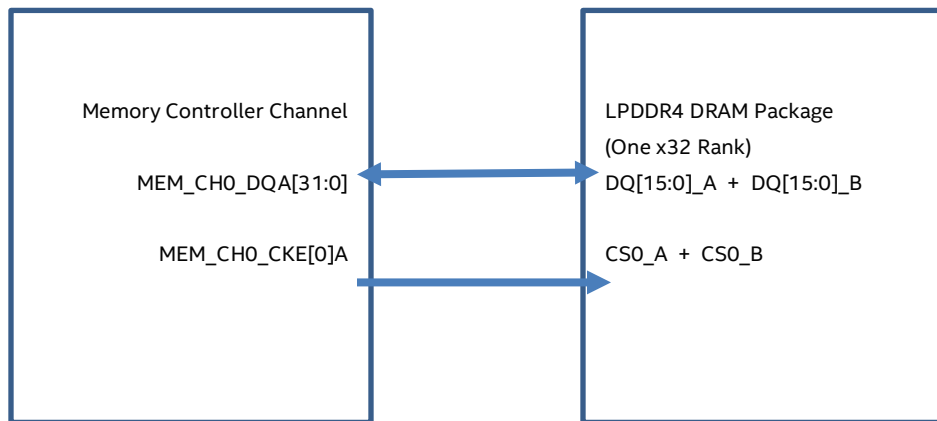 Memory Controller Channel
MEM_CH0_DQA[31:0]
MEM_CH0_CKE[0]A
LPDDR4 DRAM Package
(One x32 Rank)
DQ[15:0]_A + DQ[15:0]_B
CS0_A + CS0_B